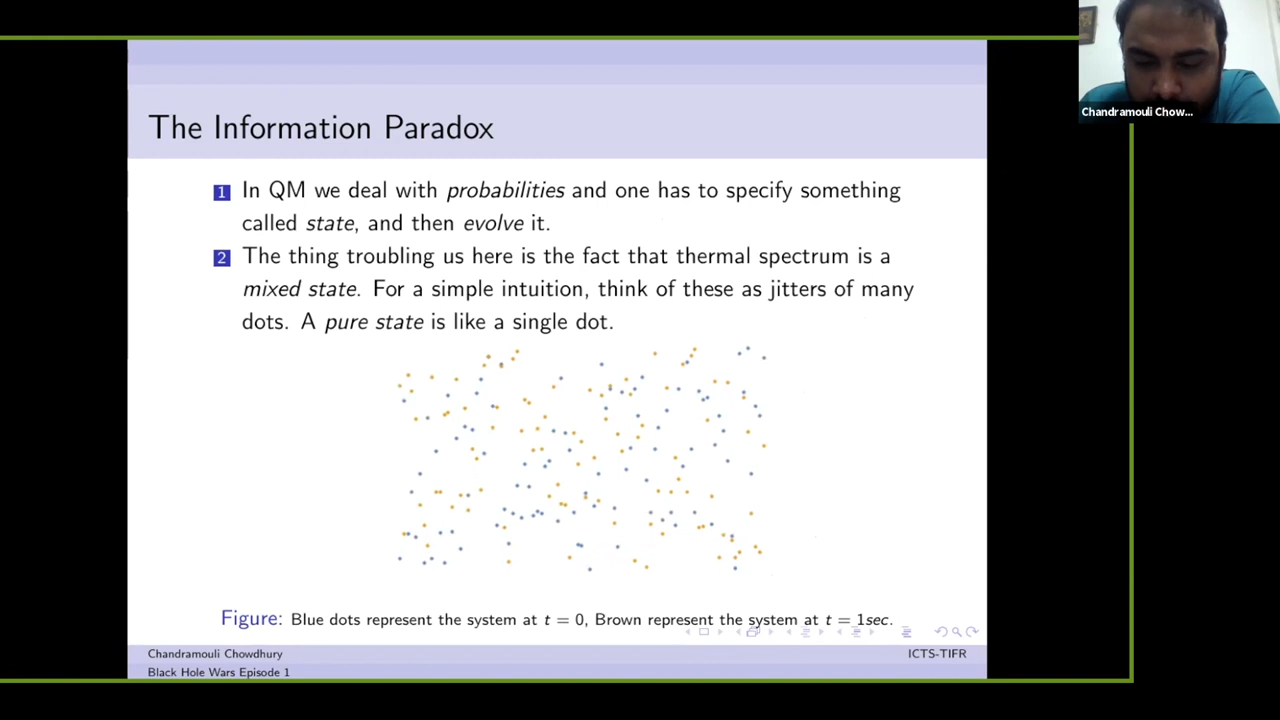 Chandramouli Chow...
The Information Paradox
1 In QM we deal with probabilities and one has to specify something
called state, and then evolve it.
2 The thing troubling us here is the fact that thermal spectrum is a
mixed state. For a simple intuition, think of these as jitters of many
dots. A pure state is like a single dot.
Figure: Blue dots represent the system at t = 0, Brown represent the system at t = 1sec.
Chandramouli Chowdhury ICTS-TIFR
Black Hole Wars Episode 1